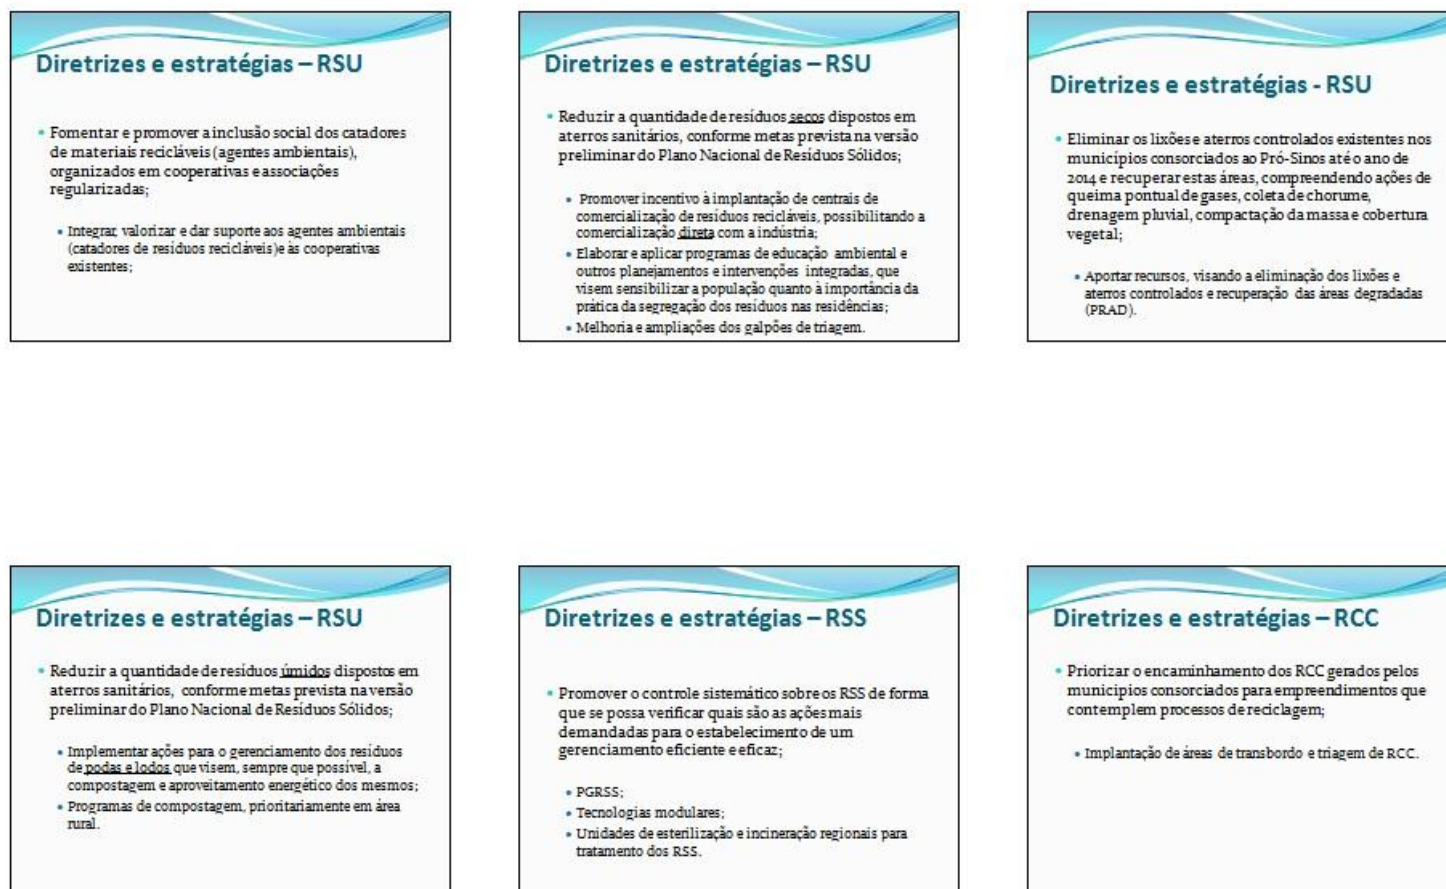 Diretrizes e estratégias – RSU
• Fomentar e promover a inclusão social dos catadores
de materiais recicláveis (agentes ambientais),
organizados em cooperativas e associações
regularizadas;
• Integrar, valorizar e dar suporte aos agentes ambientais
(catadores de resíduos recicláveis)e às cooperativas
existentes;
Diretrizes e estratégias – RSU
• Reduzir a quantidade de resíduos secos dispostos em
aterros sanitários, conforme metas prevista na versão
preliminar do Plano Nacional de Resíduos Sólidos;
• Promover incentivo à implantação de centrais de
comercialização de resíduos recicláveis, possibilitando a
comercialização direta com a indústria;
• Elaborar e aplicar programas de educação ambiental e
outros planejamentos e intervenções integradas, que
visem sensibilizar a população quanto à importância da
prática da segregação dos resíduos nas residências;
• Melhoria e ampliações dos galpões de triagem.
Diretrizes e estratégias - RSU
• Eliminar os lixões e aterros controlados existentes nos
municípios consorciados ao Pró-Sinos até o ano de
2014 e recuperar estas áreas, compreendendo ações de
queima pontual de gases, coleta de chorume,
drenagem pluvial, compactação da massa e cobertura
vegetal;
• Aportar recursos, visando a eliminação dos lixões e
aterros controlados e recuperação das áreas degradadas
(PRAD).
Diretrizes e estratégias – RSU
• Reduzir a quantidade de resíduos úmidos dispostos em
aterros sanitários, conforme metas prevista na versão
preliminar do Plano Nacional de Resíduos Sólidos;
• Implementar ações para o gerenciamento dos resíduos
de podas e lodos que visem, sempre que possível, a
compostagem e aproveitamento energético dos mesmos;
• Programas de compostagem, prioritariamente em área
rural.
Diretrizes e estratégias – RSS
• Promover o controle sistemático sobre os RSS de forma
que se possa verificar quais são as ações mais
demandadas para o estabelecimento de um
gerenciamento eficiente e eficaz;
• PGRSS;
• Tecnologias modulares;
• Unidades de esterilização e incineração regionais para
tratamento dos RSS.
Diretrizes e estratégias – RCC
• Priorizar o encaminhamento dos RCC gerados pelos
municipios consorciados para empreendimentos que
contemplem processos de reciclagem;
• Implantação de áreas de transbordo e triagem de RCC.